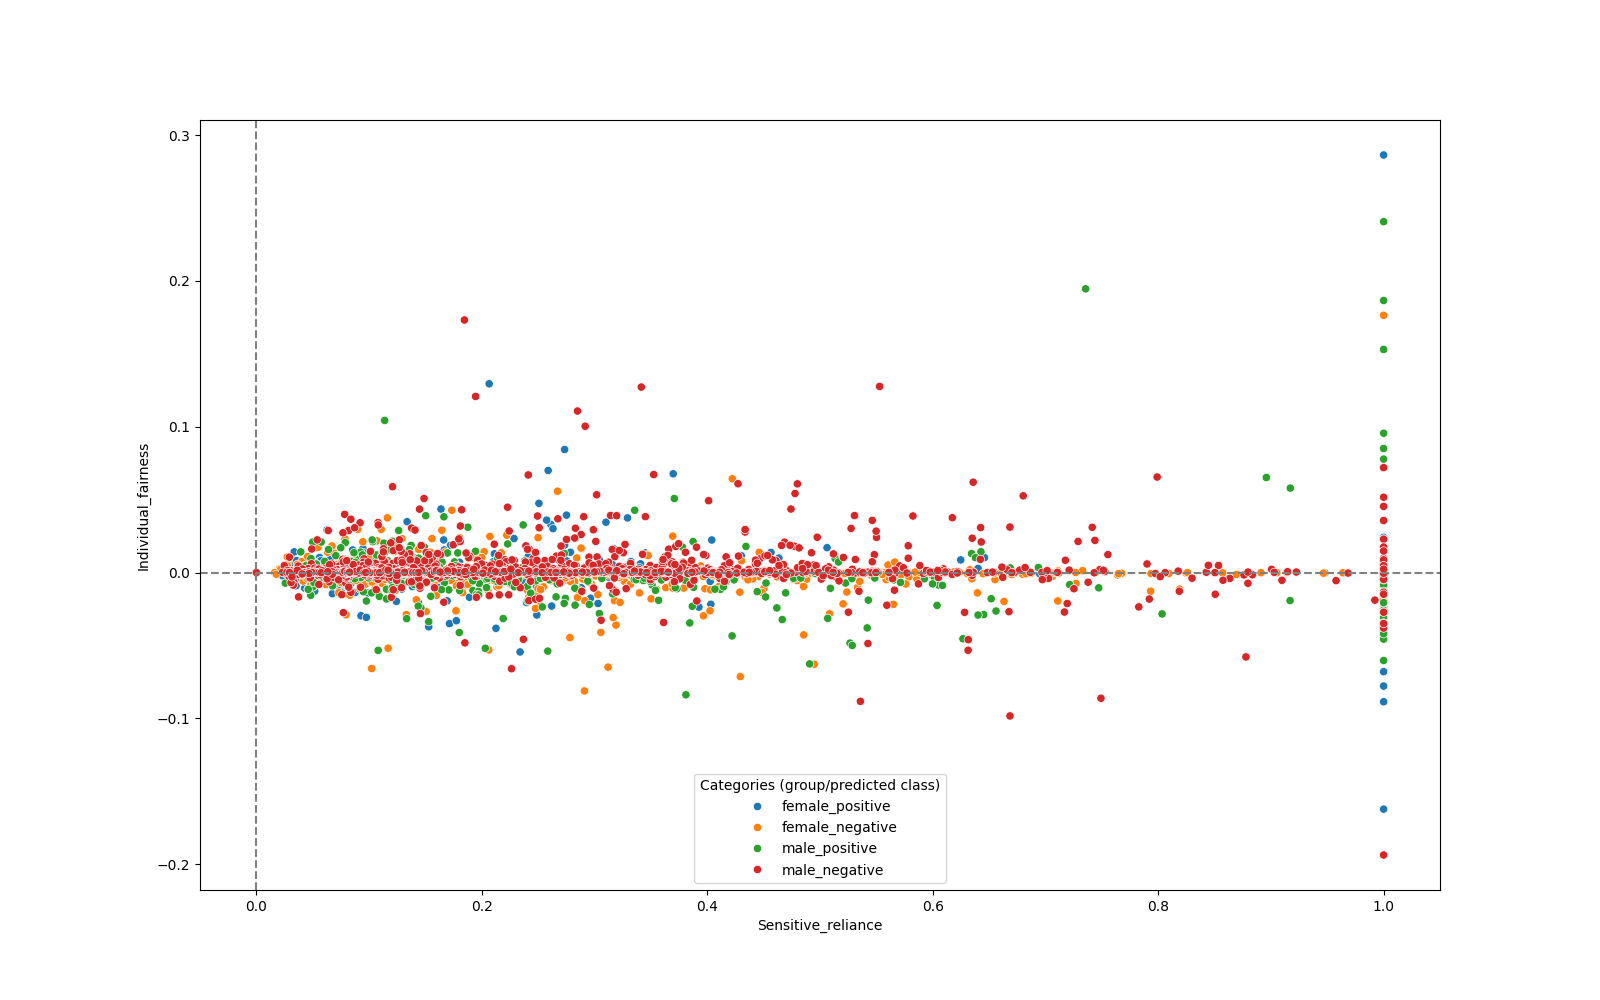 0.3
0.2
0.1
0.0
−0.1
−0.2
Individual_fairness
Categories (group/predicted class)
female_positive
female_negative
male_positive
male_negative
0.0 0.2 0.4 0.6 0.8 1.0
Sensitive_reliance